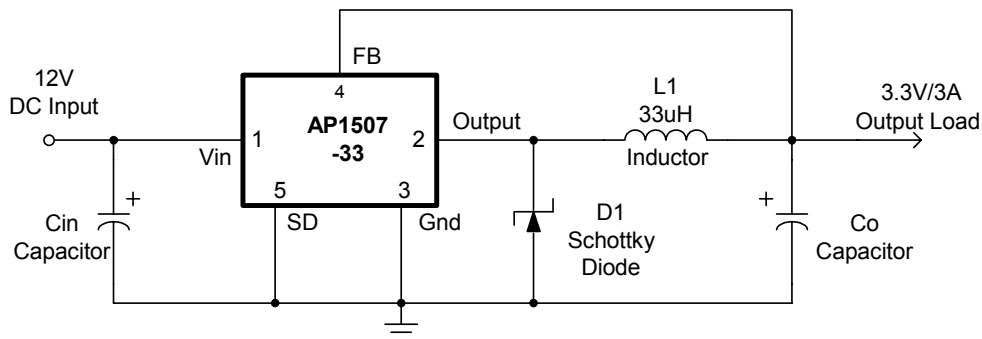 FB
12V
DC Input
4
L1
33uH
Inductor
3.3V/3A
Output Load
AP1507
-33
1
2
Output
Vin
5
3
SD
Gnd
+
Cin
Capacitor
D1
Schottky
Diode
+
Co
Capacitor